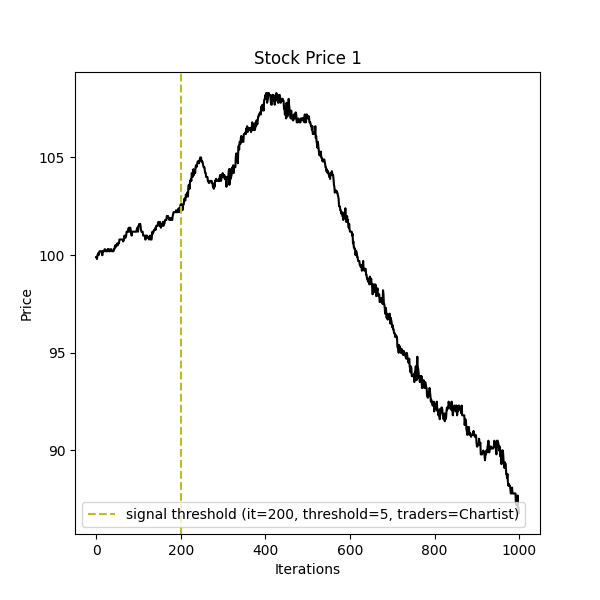 Stock Price 1
105
100
95
90
Price
signal threshold (it=200, threshold=5, traders=Chartist)
0 200 400 600 800 1000
Iterations